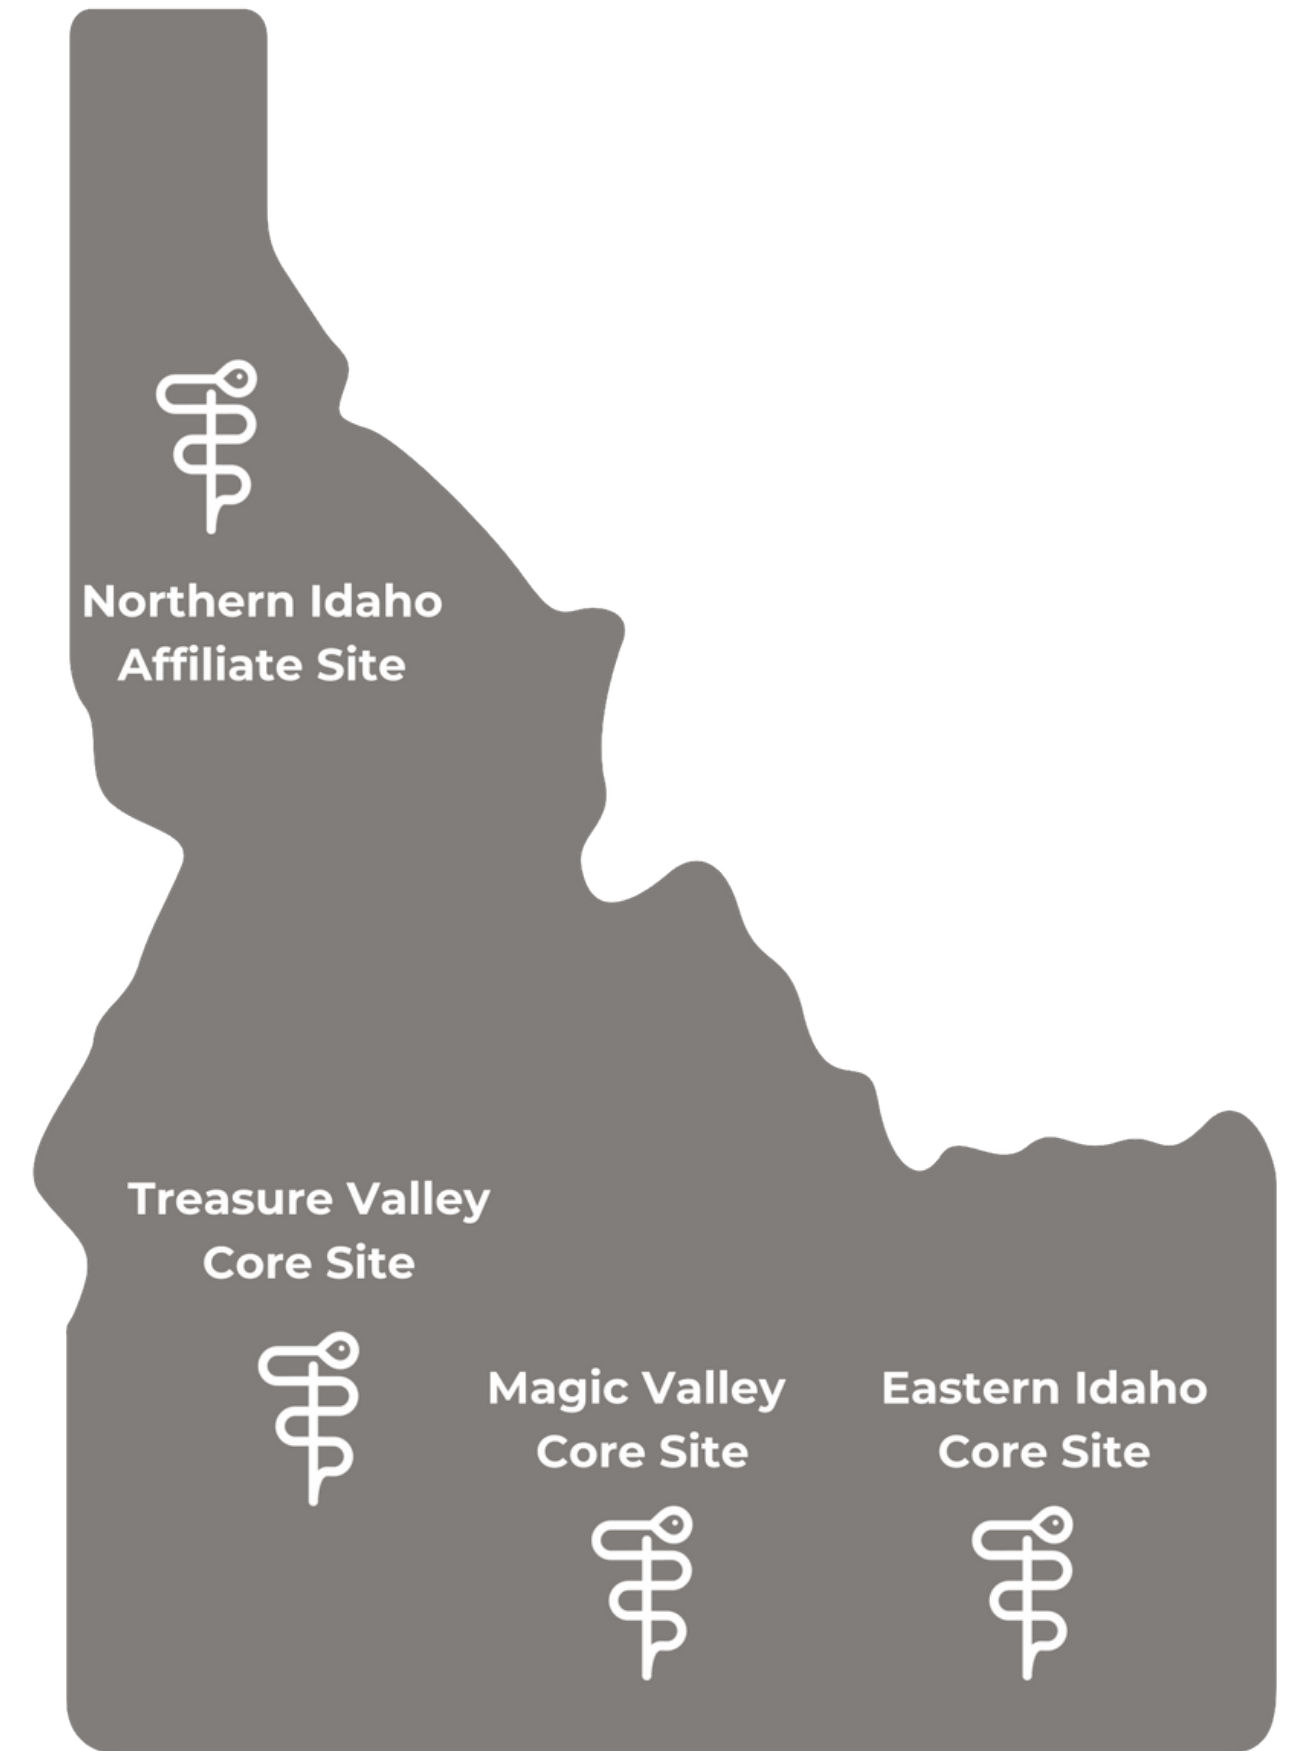 Northern Idaho
Affiliate Site
Treasure Valley
Core Site
Magic Valley
Core Site
Eastern Idaho
Core Site